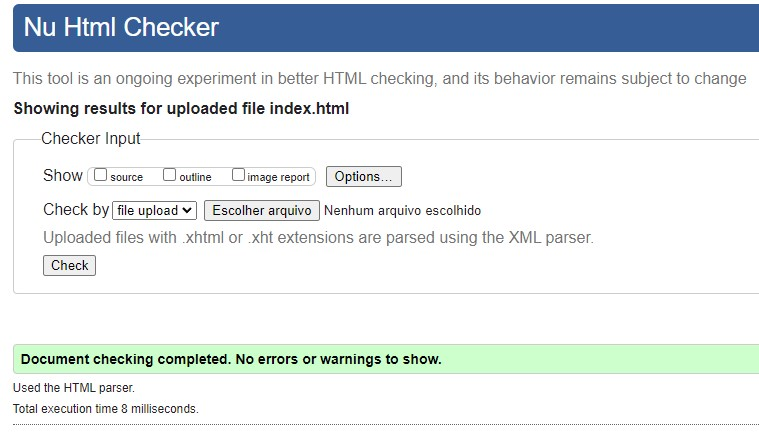 Nu Html Checker
This tool is an ongoing experiment in better HTML checking, and its behavior remains subject to change
Showing results for uploaded file index.html
Checker Input
Show source outline image report Options...
Check by file upload Escolher arquivo Nenhum arquivo escolhido
Uploaded files with .xhtml or .xht extensions are parsed using the XML parser.
Check
Document checking completed. No errors or warnings to show.
Used the HTML parser.
Total execution time 8 milliseconds.